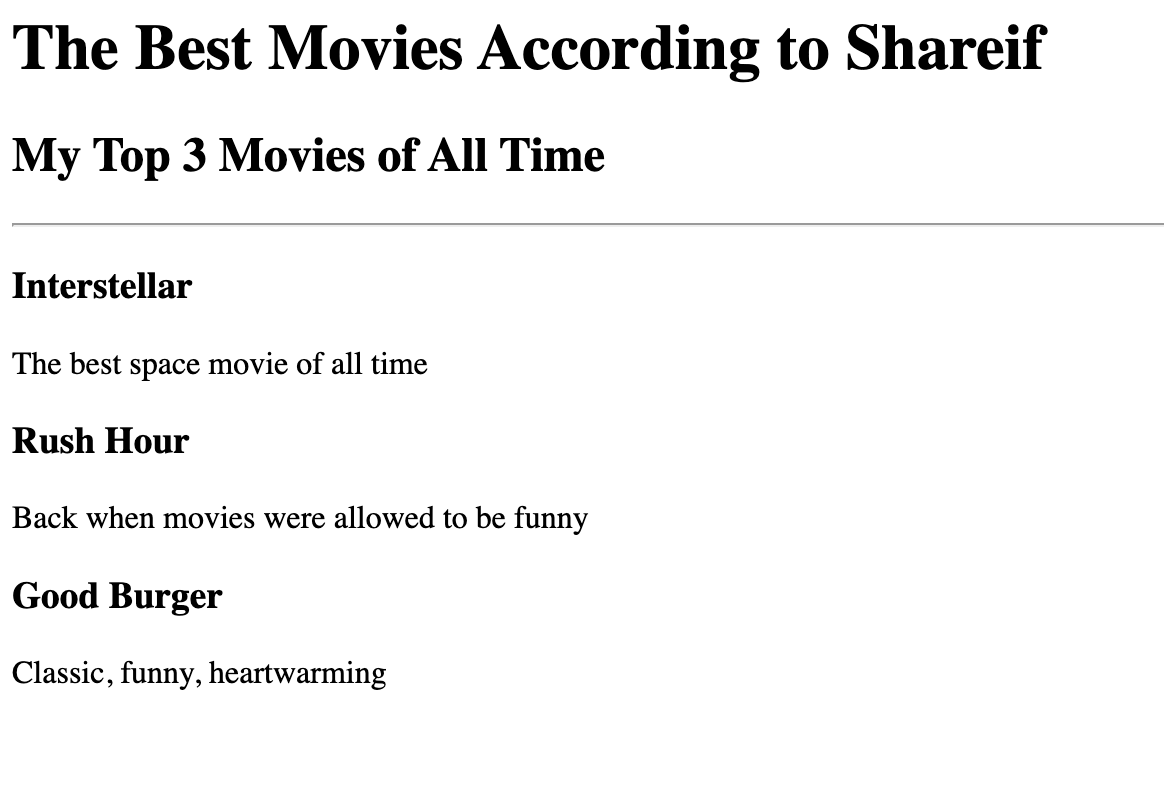 The Best Movies According to Shareif
My Top 3 Movies of All Time
Interstellar
The best space movie of all time
Rush Hour
Back when movies were allowed to be funny
Good Burger
Classic, funny, heartwarming